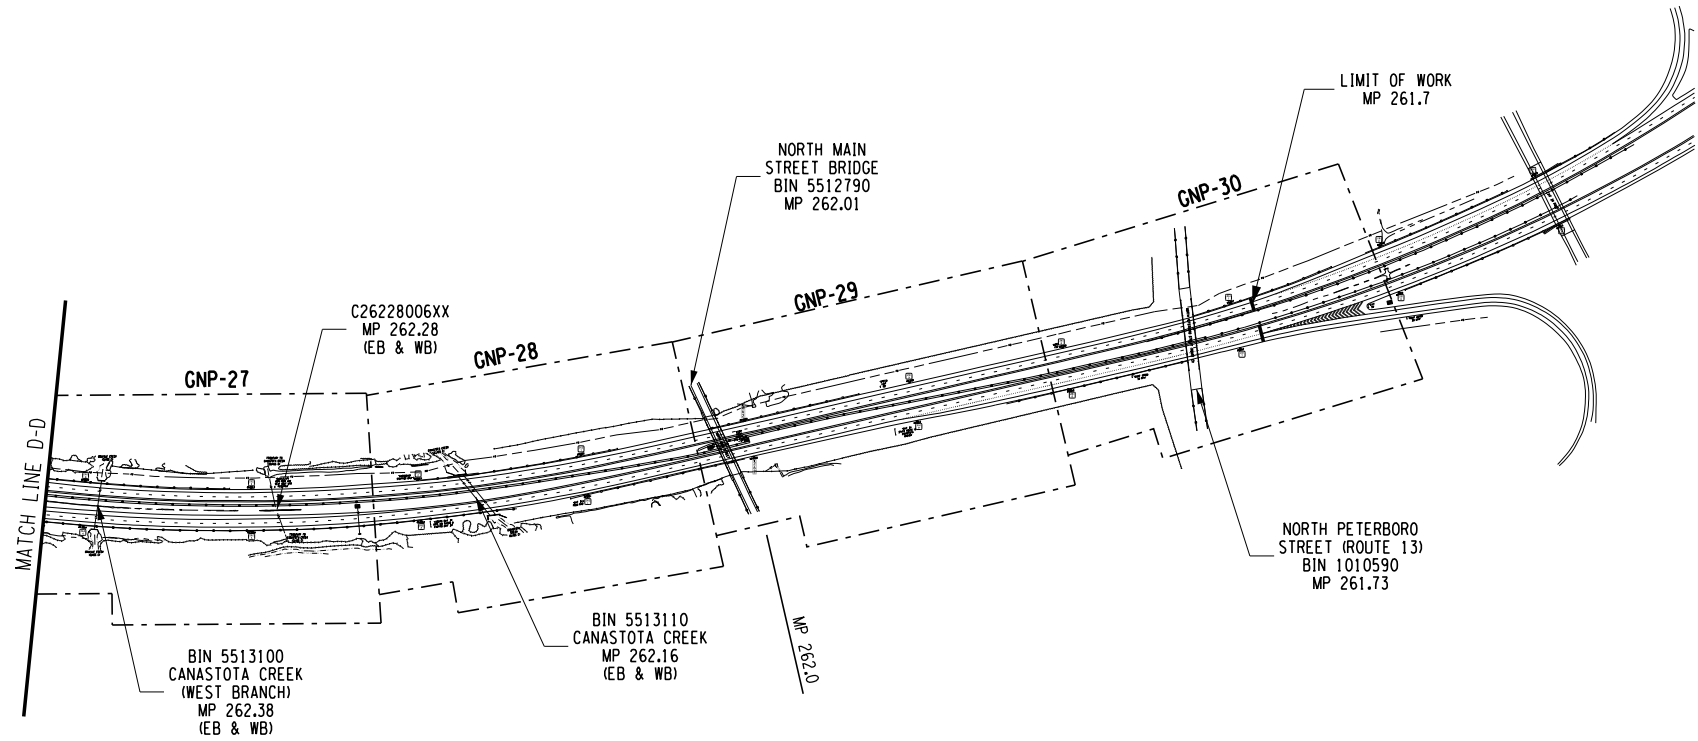 LIMIT OF WORK
MP 261.7
NORTH MAIN
STREET BRIDGE
BIN 5512790
MP 262.01
GNP-30
GNP-29
C26228006XX
MP 262.28
(EB & WB)
GNP-28
GNP-27
MATCH LINE D-D
NORTH PETERBORO
STREET (ROUTE 13)
BIN 1010590
MP 261.73
BIN 5513110
CANASTOTA CREEK
MP 262.16
(EB & WB)
MP 262.0
BIN 5513100
CANASTOTA CREEK
(WEST BRANCH)
MP 262.38
(EB & WB)